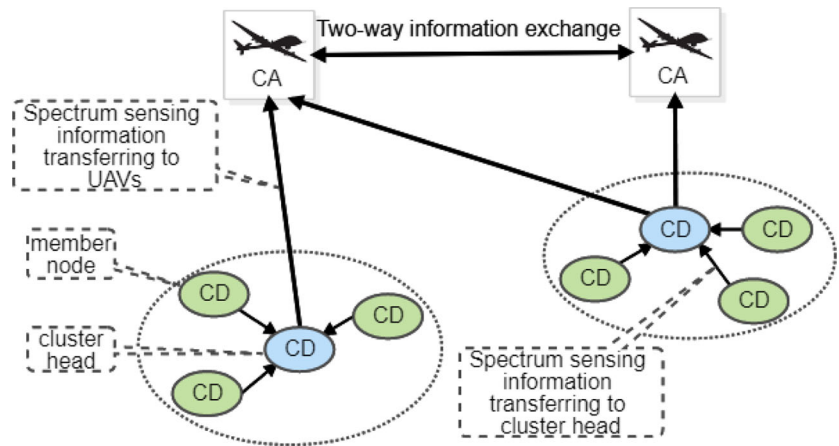 Two-way information exchange
CA
CA
Spectrum sensing
information
transferring to
UAVs
member
node
cluster
head
CD
CD
CD
CD
CD
CD
CD
CD
Spectrum sensing
information
transferring to
cluster head